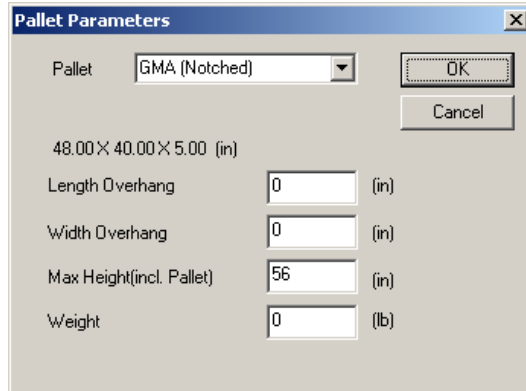 Pallet Parameters
Pallet GMA (Notched) OK
Cancel
48.00 X 40.00 X 5.00 (in)
Length Overhang 0 (in)
Width Overhang 0 (in)
Max Height(incl. Pallet) 56 (in)
Weight 0 (lb)